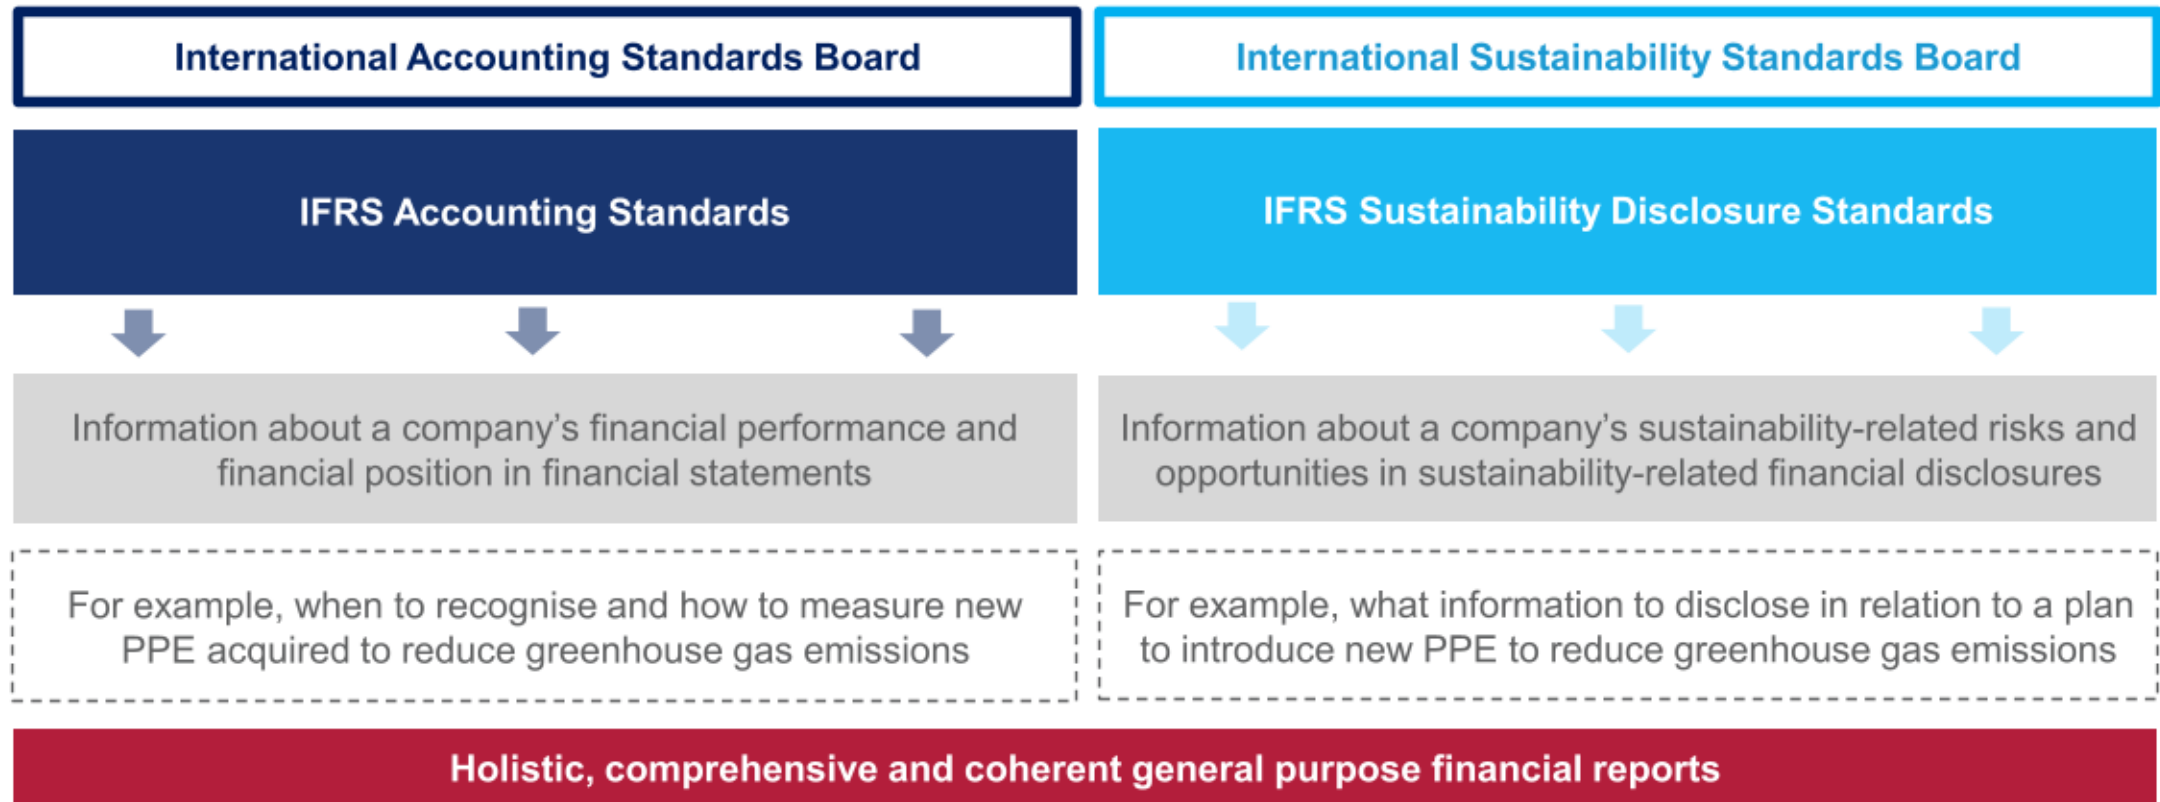 International Accounting Standards Board
International Sustainability Standards Board
IFRS Accounting Standards
IFRS Sustainability Disclosure Standards
Information about a company’s financial performance and
financial position in financial statements
Information about a company’s sustainability-related risks and
opportunities in sustainability-related financial disclosures
For example, when to recognise and how to measure new
PPE acquired to reduce greenhouse gas emissions
For example, what information to disclose in relation to a plan
to introduce new PPE to reduce greenhouse gas emissions
Holistic, comprehensive and coherent general purpose financial reports